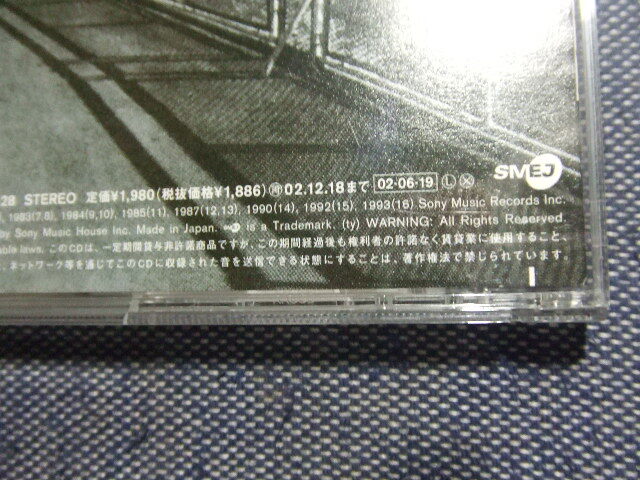 SMEJ
28 STEREO 定価¥1,980(税抜価格¥1,886) 再 02.12.18まで 02・06・19 Ⓛ Ⓧ
, 1983(7,8), 1984(9,10), 1985(11), 1987(12,13), 1990(14), 1992(15), 1993(16) Sony Music Records Inc.
by Sony Music House Inc. Made in Japan. is a Trademark. (ty) WARNING: All Rights Reserved.
able laws. このCDは、一定期間貸与非許諾商品ですが、この期間経過後も権利者の許諾なく賃貸業に使用すること、
、ネットワーク等を通じてこのCDに収録された音を送信できる状態にすることは、著作権法で禁じられています。